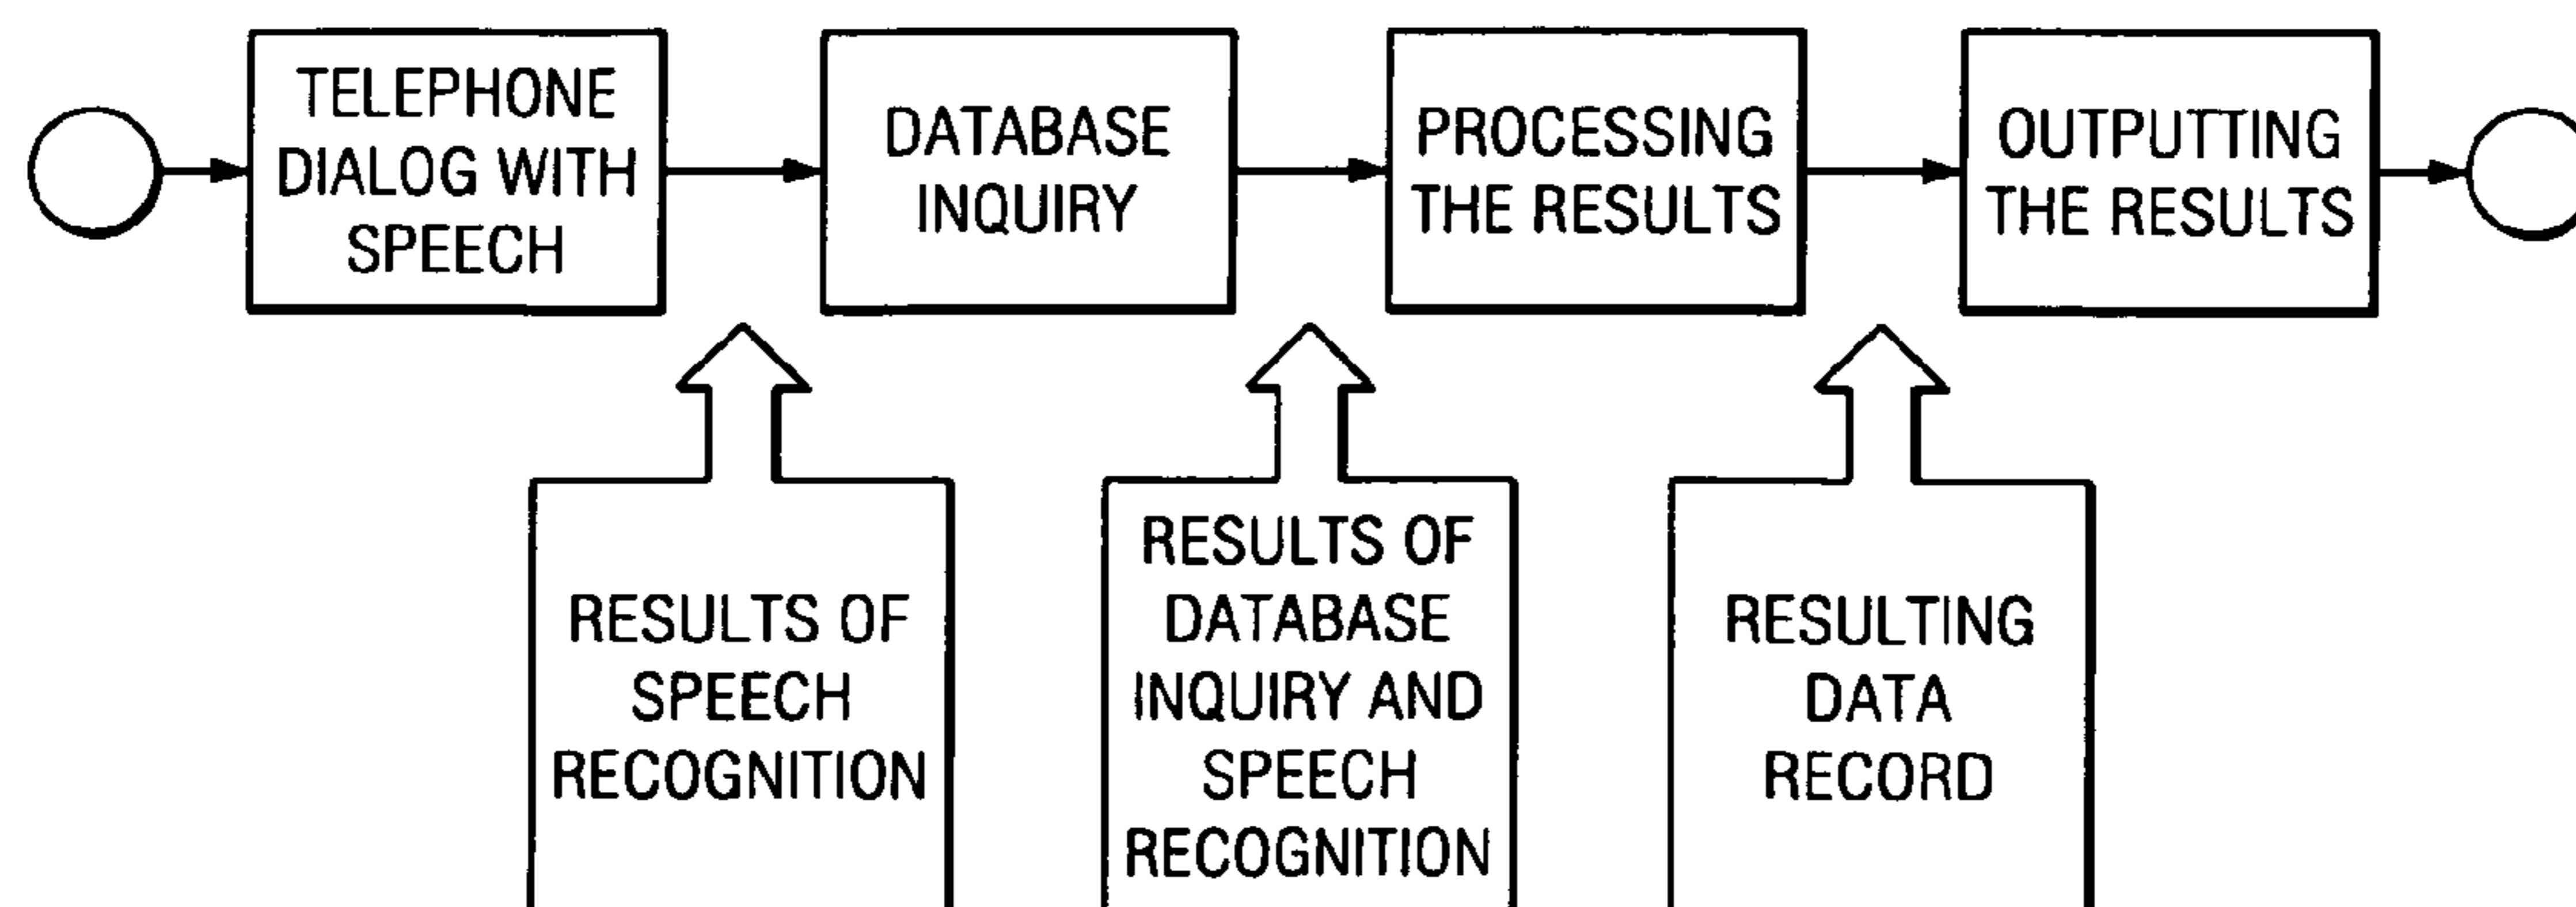 TELEPHONE
DIALOG WITH
SPEECH
DATABASE
INQUIRY
PROCESSING
THE RESULTS
OUTPUTTING
THE RESULTS
RESULTS OF
SPEECH
RECOGNITION
RESULTS OF
DATABASE
INQUIRY AND
SPEECH
RECOGNITION
RESULTING
DATA
RECORD